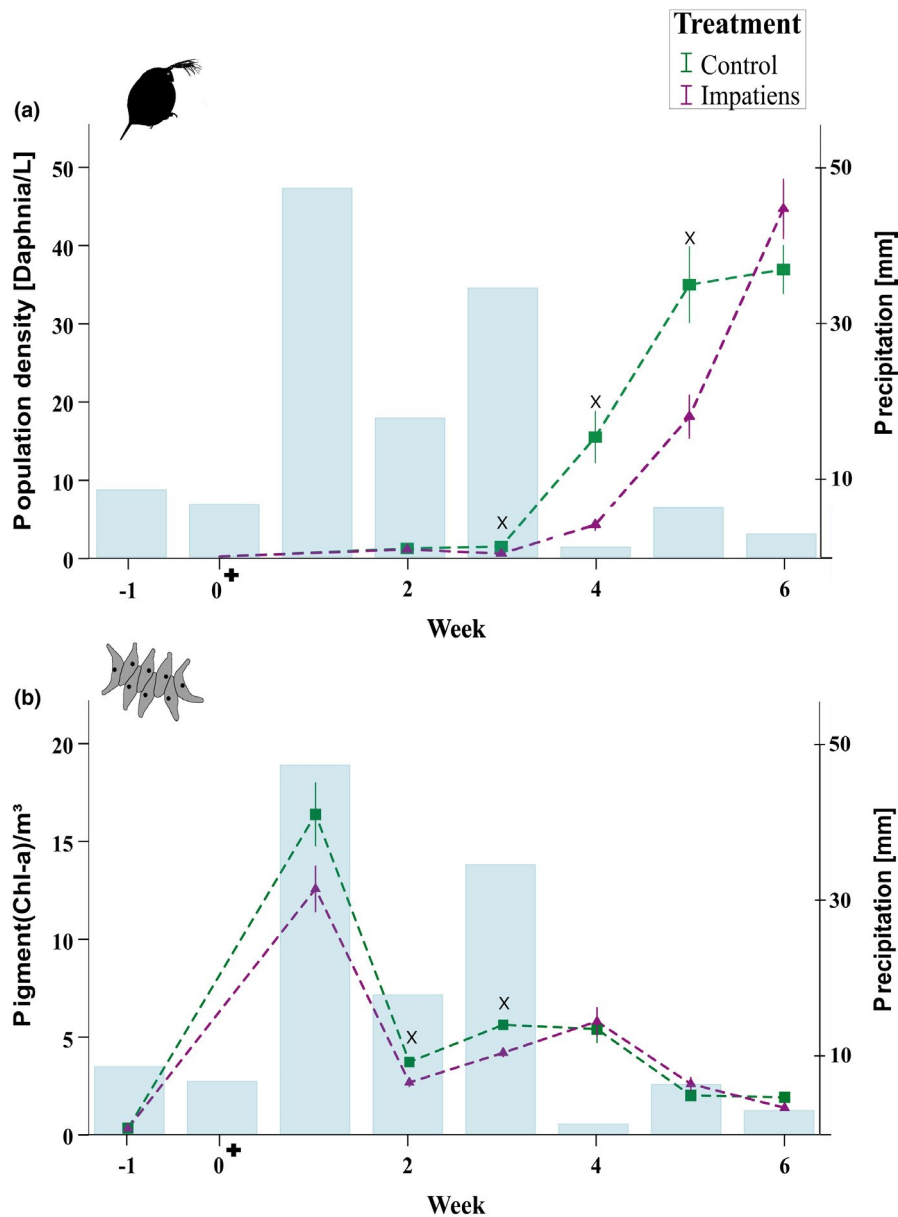 Treatment
Control
Impatiens
(a)
Population density [Daphnia/L]
50
40
30
20
10
0
Precipitation [mm]
50
30
10
X
X
X
-1
0
+
2
4
6
Week
(b)
Pigment(Chl-a)/m³
20
15
10
5
0
Precipitation [mm]
50
30
10
X
X
-1
0
+
2
4
6
Week